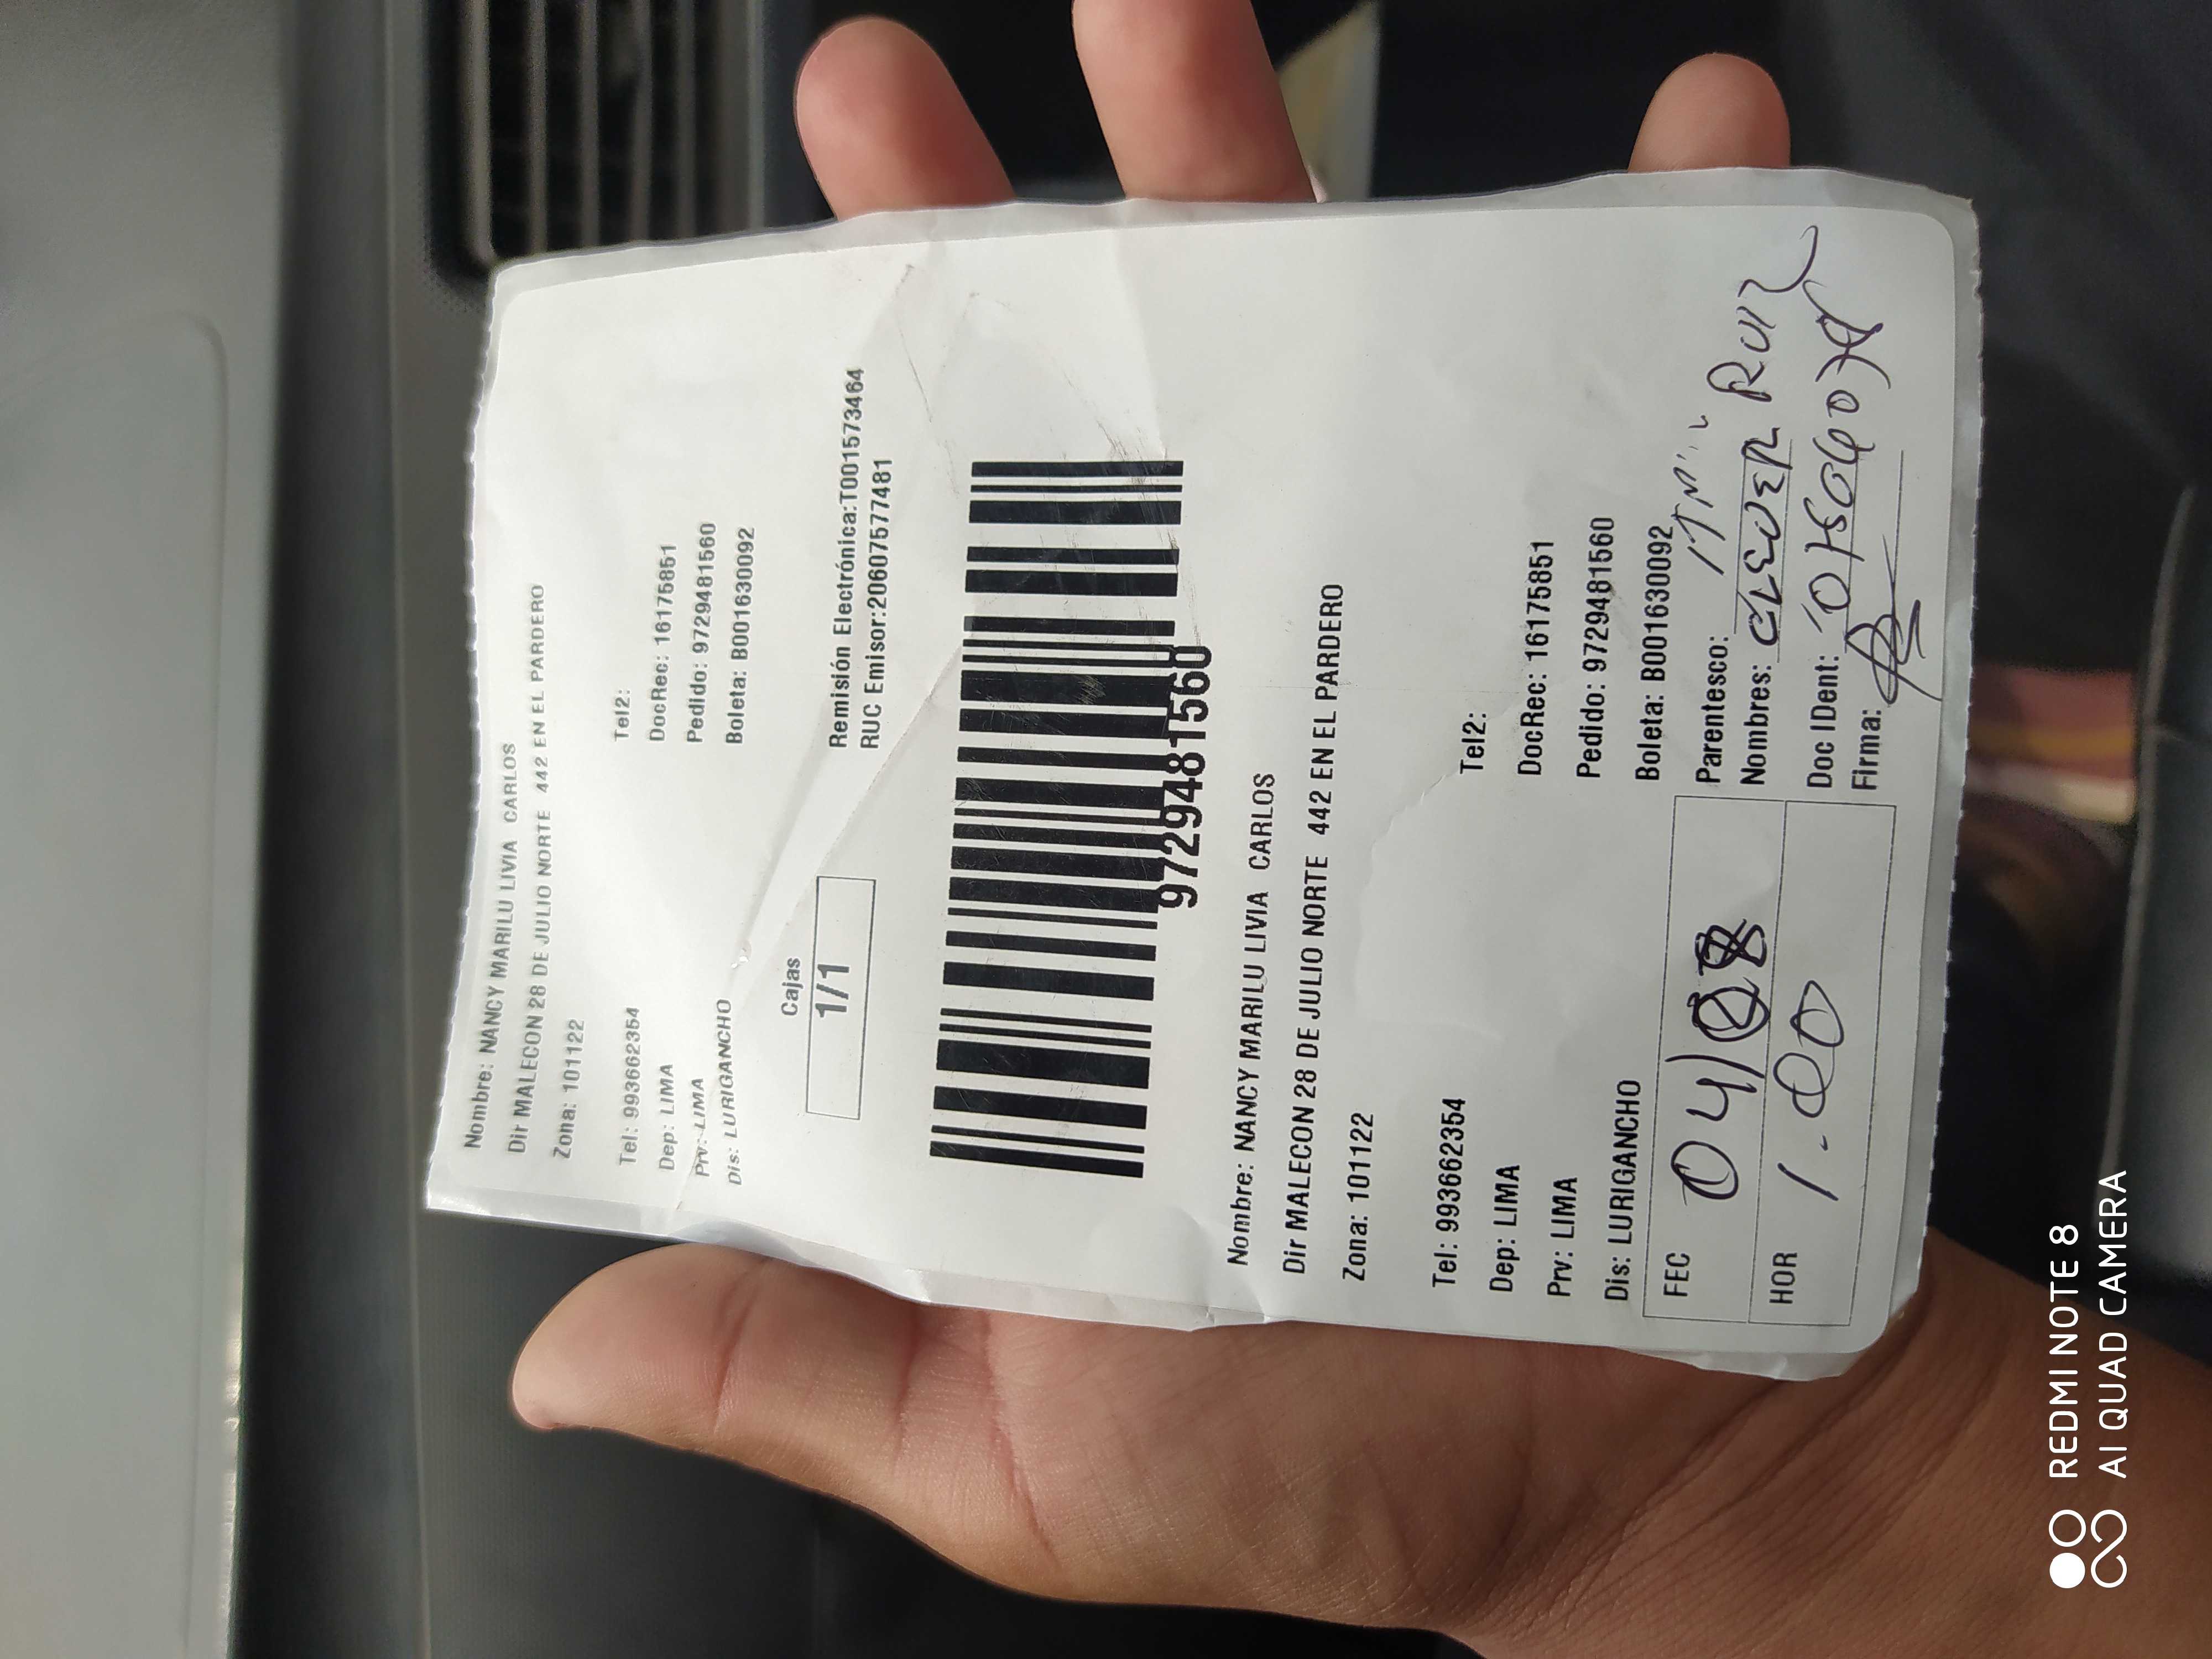 Nombre: NANCY MARILU LIVIA CARLOS
Dir MALECON 28 DE JULIO NORTE 442 EN EL PARDERO
Zona: 101122
Tel: 993662354 Tel2:
Dep: LIMA DocRec: 16175851
Prv: LIMA Pedido: 9729481560
Dis: LURIGANCHO Boleta: B001630092
Cajas
1/1
Remisión Electrónica:T001573464
RUC Emisor:20607577481
9729481560
Nombre: NANCY MARILU LIVIA CARLOS
Dir MALECON 28 DE JULIO NORTE 442 EN EL PARDERO
Zona: 101122
Tel: 993662354 Tel2:
Dep: LIMA DocRec: 16175851
Prv: LIMA Pedido: 9729481560
Dis: LURIGANCHO Boleta: B001630092
FEC 04/08 Parentesco:
HOR 1.00 Nombres: CLEVER RUIZ
Doc IDent:
Firma:
REDMI NOTE 8
AI QUAD CAMERA